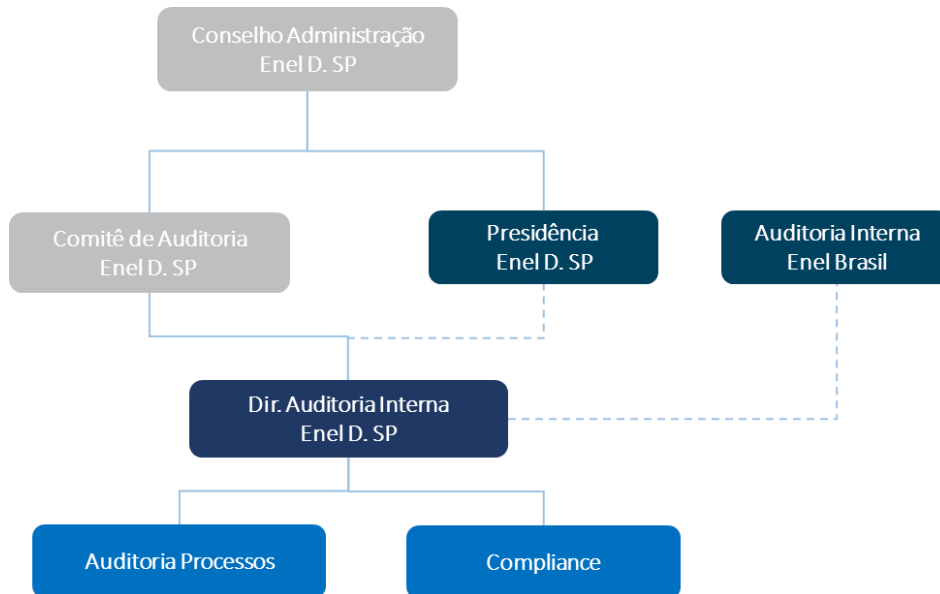 Conselho Administração
Enel D. SP
Comitê de Auditoria
Enel D. SP
Presidência
Enel D. SP
Auditoria Interna
Enel Brasil
Dir. Auditoria Interna
Enel D. SP
Auditoria Processos
Compliance